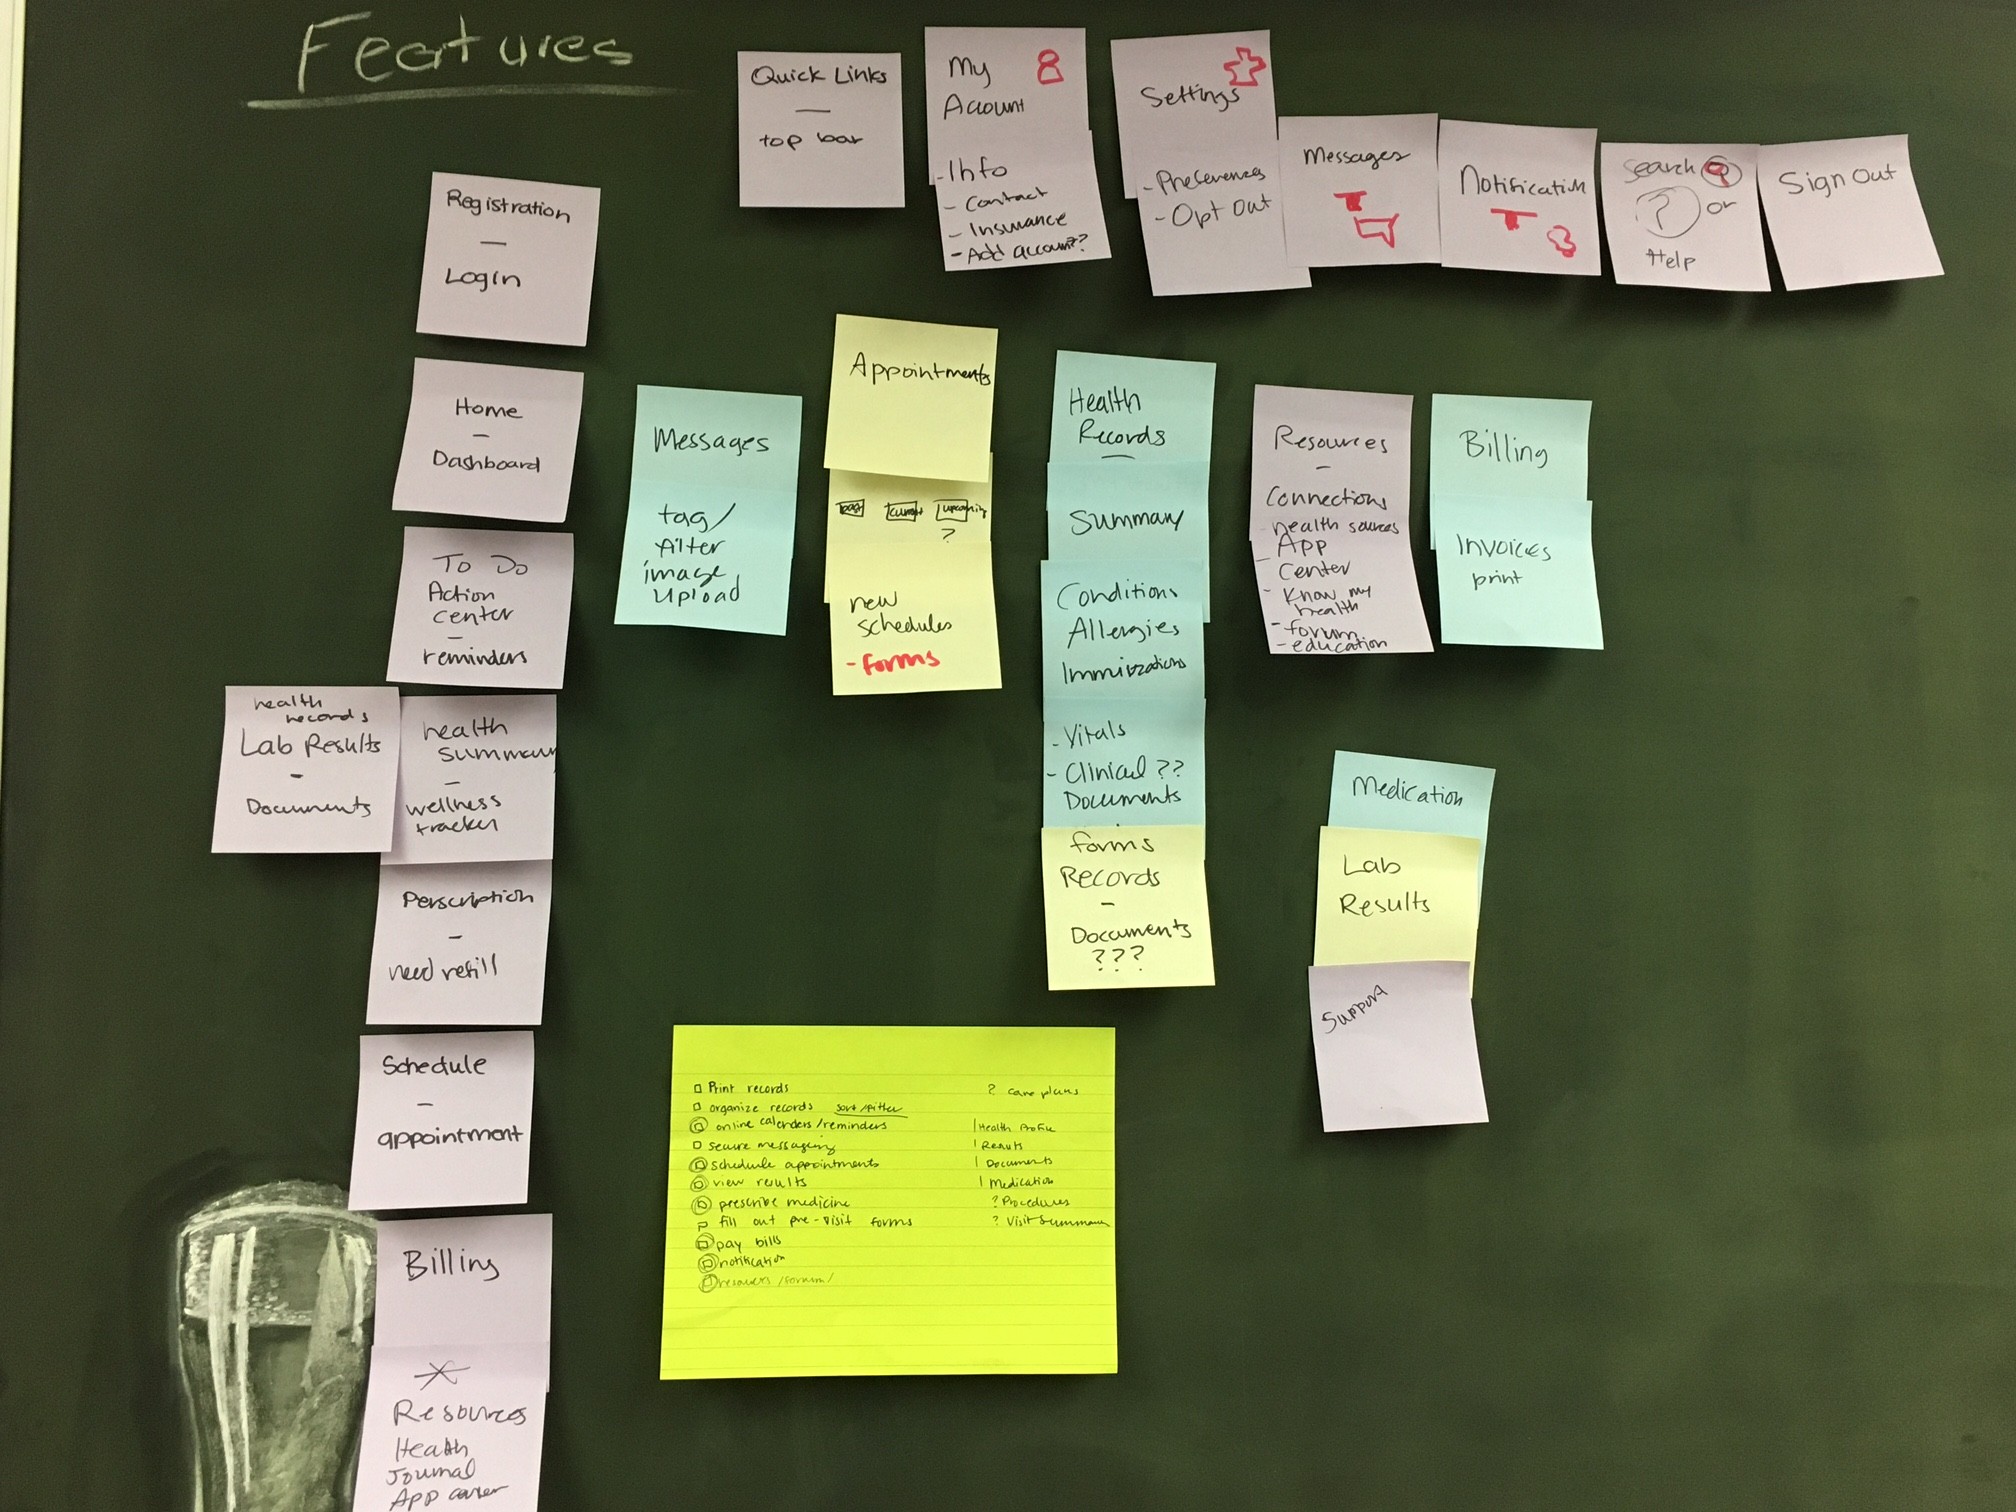 Features
Quick Links
—
top bar
My
Account
- Info
- Contact
- Insurance
- Add account??
Settings
- Preferences
- Opt Out
Messages
Notification
Search
? or
Help
Sign Out
Registration
—
Login
Home
—
Dashboard
To Do
Action
center
—
reminders
health
records
Lab Results
-
Documents
health
summary
—
wellness
tracker
Perscription
—
need refill
Schedule
—
appointment
Billing
Resources
Health
Journal
App
Messages
tag/
filter
image
upload
Appointments
past current upcoming
?
new
schedules
- forms
Health
Records
—
Summary
Conditions
Allergies
- Vitals
- Clinical ??
Documents
forms
Records
-
Documents
???
Resources
-
Connections
- health sources
- App
Center
- Know my
health
- forum
- education
Billing
Invoices
print
Medication
Lab
Results
Support
Print records
organize records sort/filter
online calenders/reminders
secure messaging
schedule appointments
view results
prescribe medicine
fill out pre-visit forms
pay bills
notification
/forum/
? care plans
| Health Profile
| Documents
| Medication
? Procedures
? Visit Summary